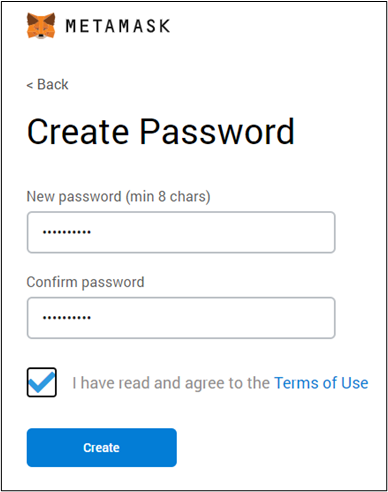 METAMASK
< Back
Create Password
New password (min 8 chars)
••••••••••
Confirm password
••••••••••
I have read and agree to the Terms of Use
Create